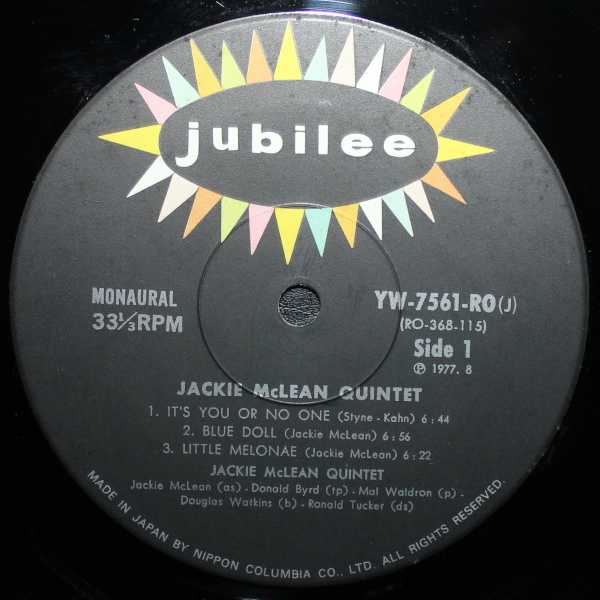 jubilee
MONAURAL
33⅓RPM
YW-7561-RO(J)
(RO-368-115)
Side 1
Ⓟ 1977. 8
JACKIE McLEAN QUINTET
1. IT'S YOU OR NO ONE (Styne - Kahn) 6 : 44
2. BLUE DOLL (Jackie McLean) 6 : 56
3. LITTLE MELONAE (Jackie McLean) 6 : 22
JACKIE McLEAN QUINTET
Jackie McLean (as) - Donald Byrd (tp) - Mal Waldron (p) -
Douglas Watkins (b) - Ronald Tucker (ds)
MADE IN JAPAN BY NIPPON COLUMBIA CO., LTD. ALL RIGHTS RESERVED.